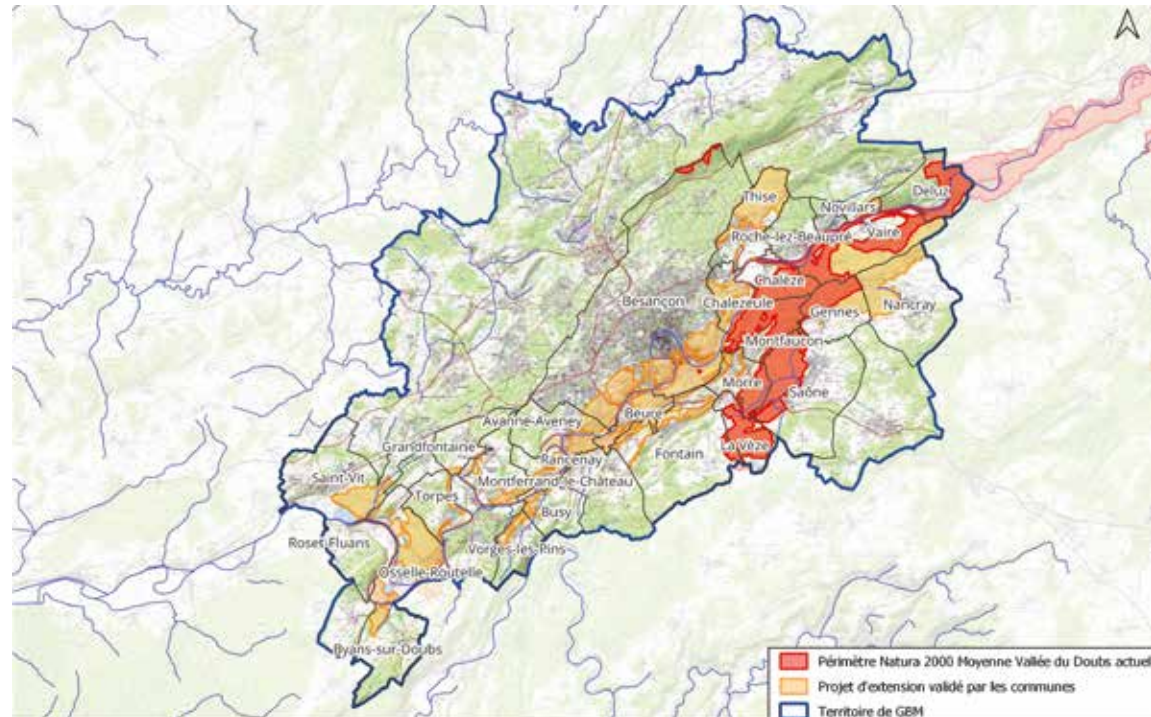 Thise
Deluz
Novillars
Roche-lez-Beaupré
Vaire
Chalèze
Besançon
Chalezeule
Gennes
Nancray
Montfaucon
Morre
Saône
Avanne-Aveney
Beure
La Vèze
Grandfontaine
Rancenay
Fontain
Saint-Vit
Montferrand-le-Château
Torpes
Busy
Roset-Fluans
Vorges-les-Pins
Osselle-Routelle
Byans-sur-Doubs
Périmètre Natura 2000 Moyenne Vallée du Doubs actuel
Projet d'extension validé par les communes
Territoire de GBM